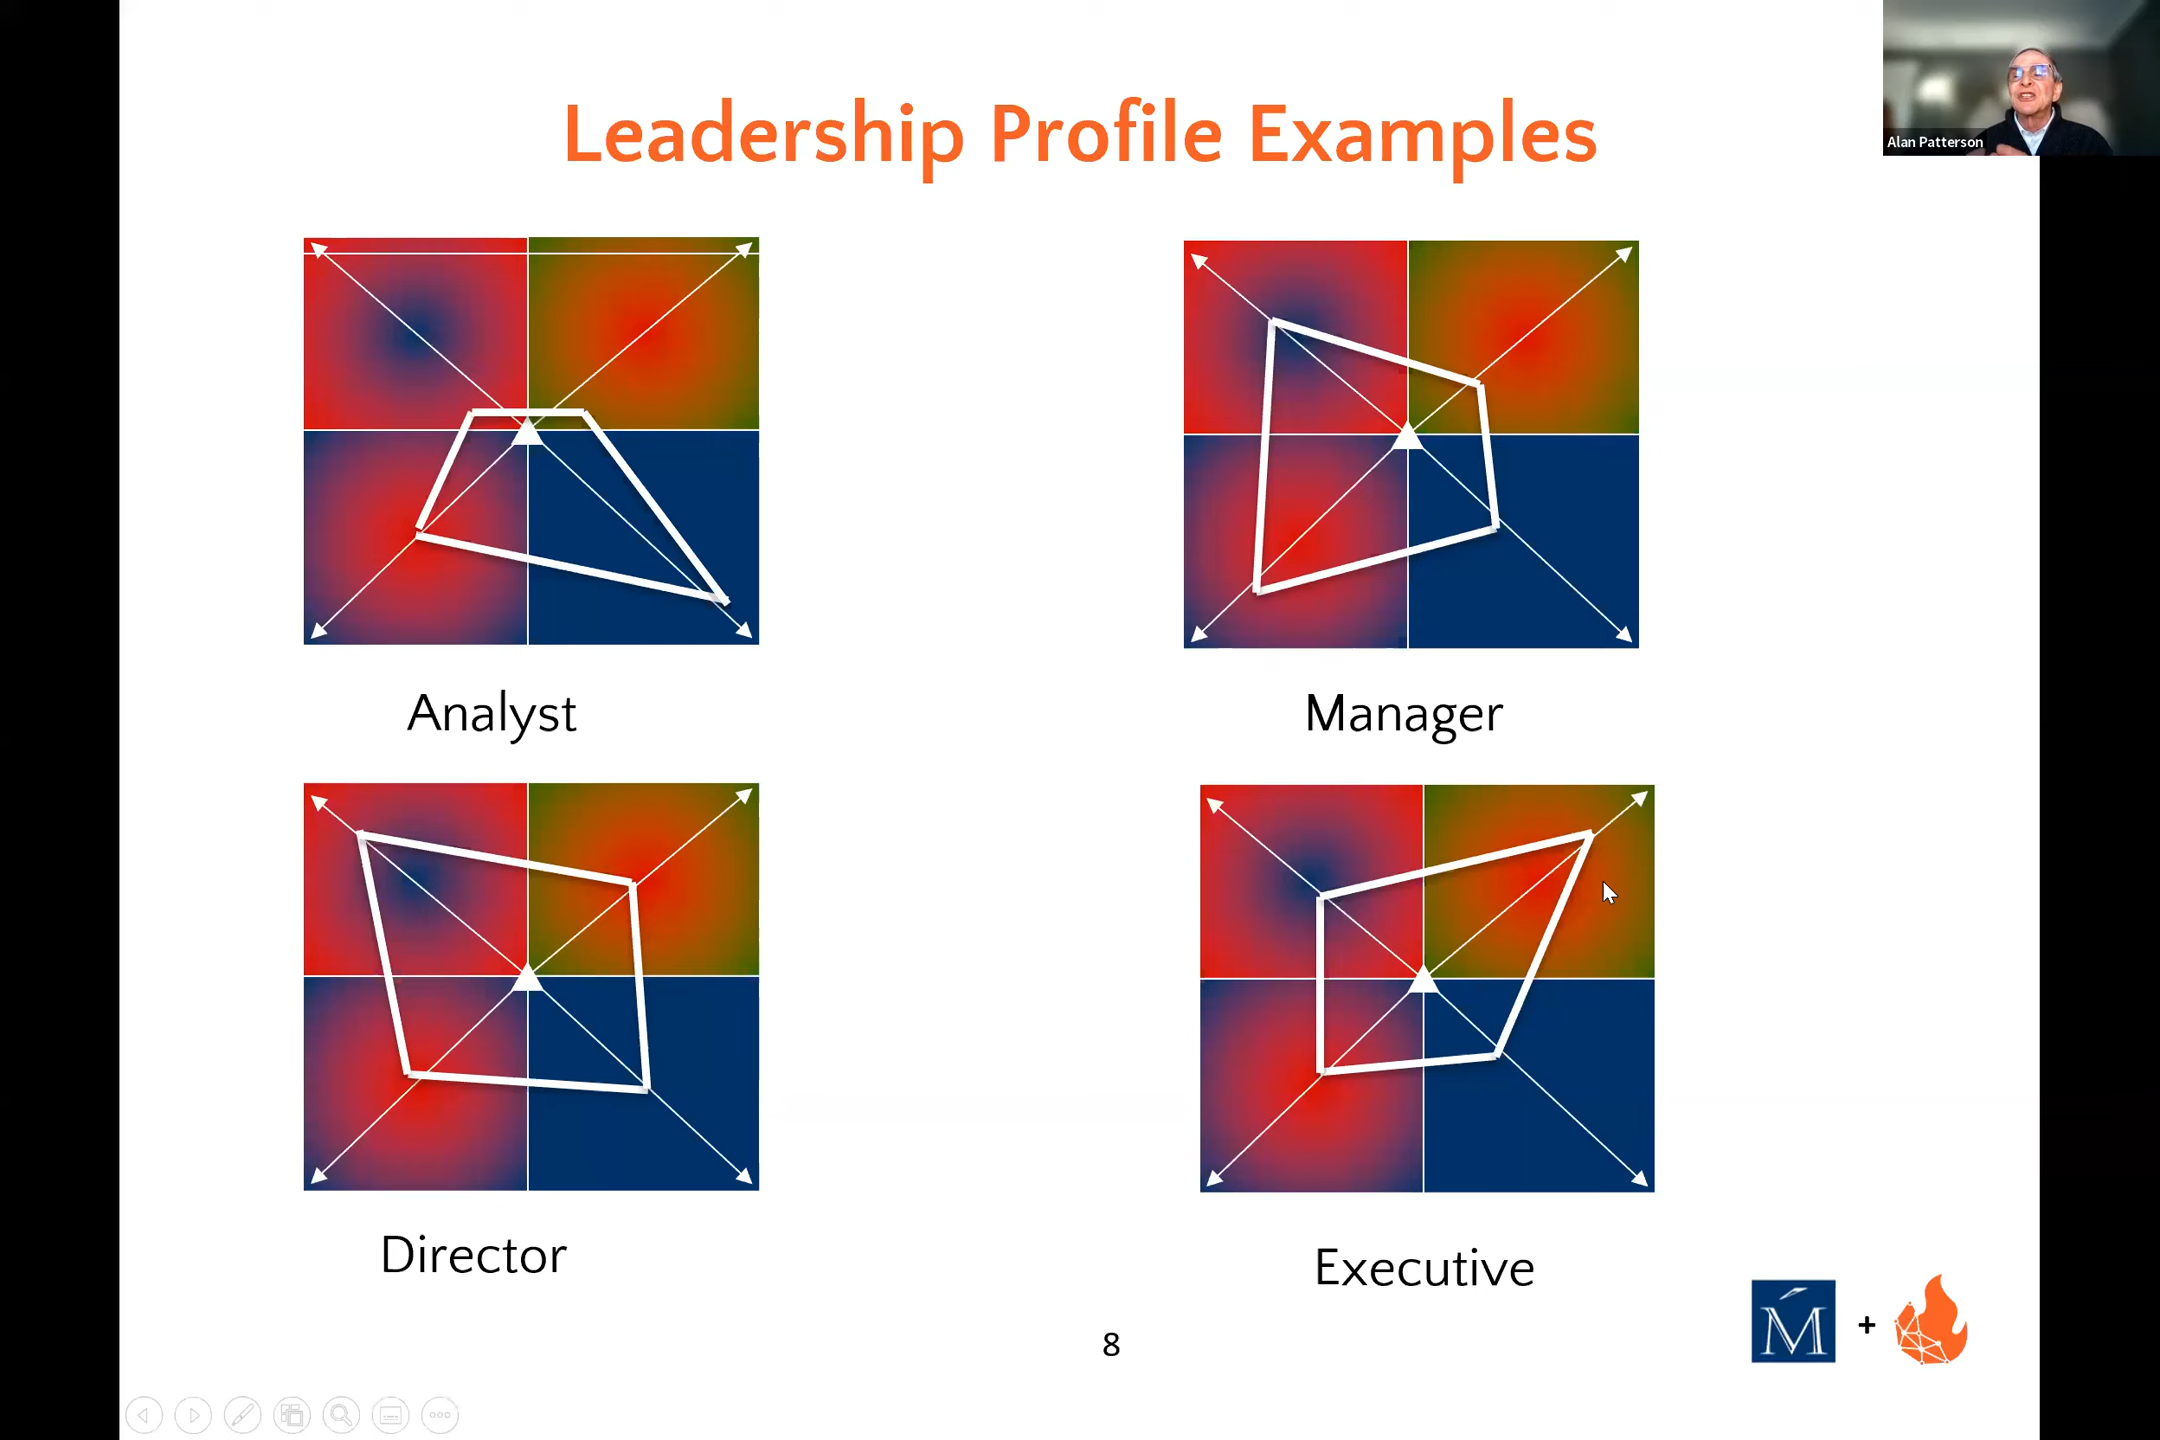 Leadership Profile Examples
Alan Patterson
Analyst
Manager
Director
Executive
8
M +